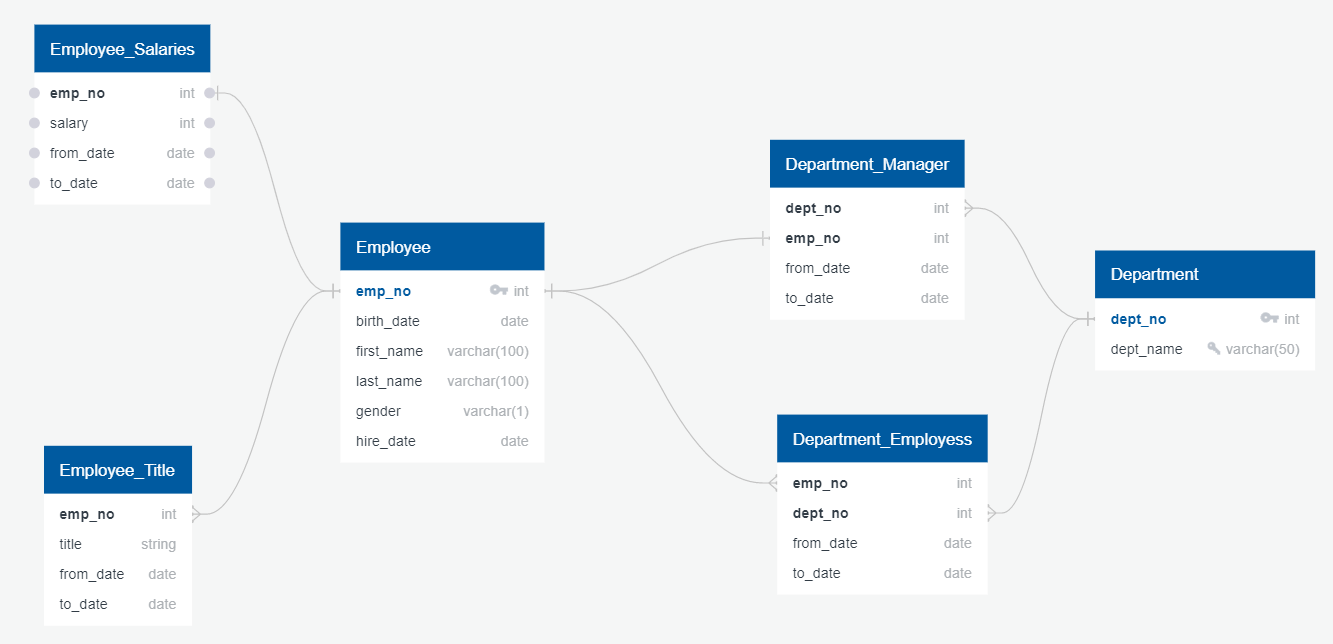 Employee_Salaries
emp_no int
salary int
from_date date
to_date date
Employee
emp_no int
birth_date date
first_name varchar(100)
last_name varchar(100)
gender varchar(1)
hire_date date
Employee_Title
emp_no int
title string
from_date date
to_date date
Department_Manager
dept_no int
emp_no int
from_date date
to_date date
Department_Employess
emp_no int
dept_no int
from_date date
to_date date
Department
dept_no int
dept_name varchar(50)